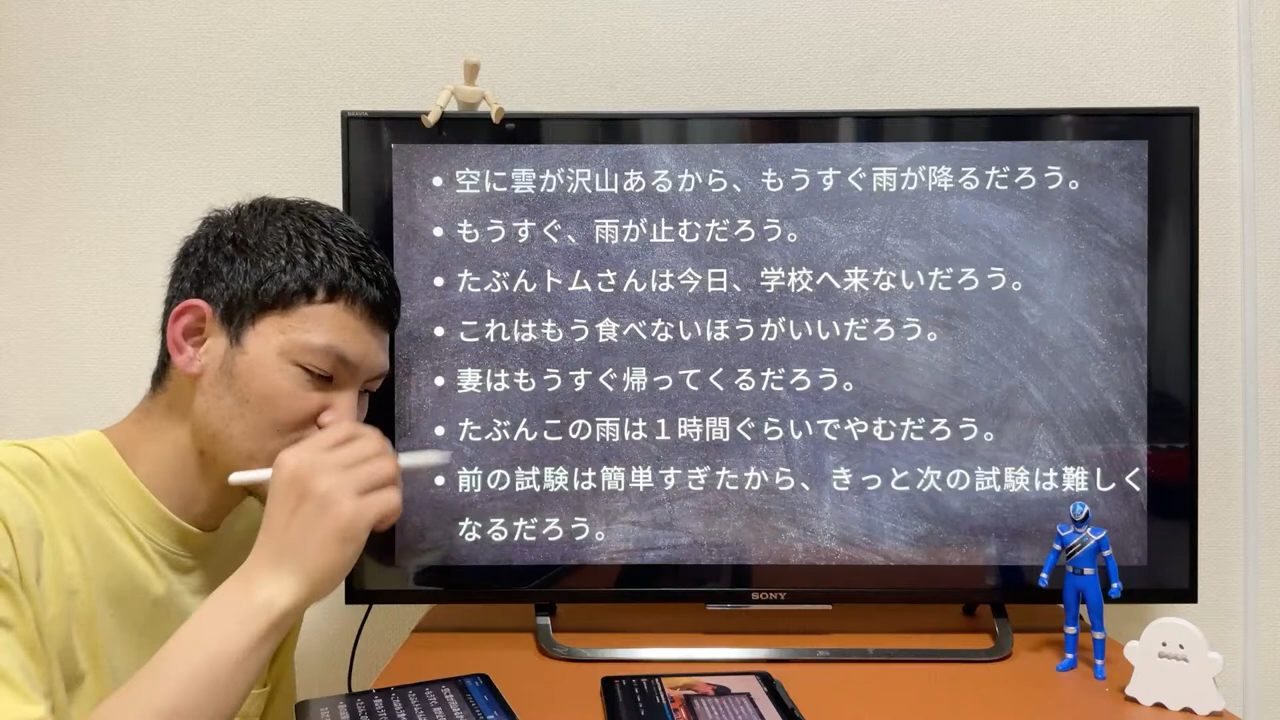 BRAVIA
• 空に雲が沢山あるから、もうすぐ雨が降るだろう。
• もうすぐ、雨が止むだろう。
• たぶんトムさんは今日、学校へ来ないだろう。
• これはもう食べないほうがいいだろう。
• 妻はもうすぐ帰ってくるだろう。
• たぶんこの雨は１時間ぐらいでやむだろう。
• 前の試験は簡単すぎたから、きっと次の試験は難しく
なるだろう。
SONY